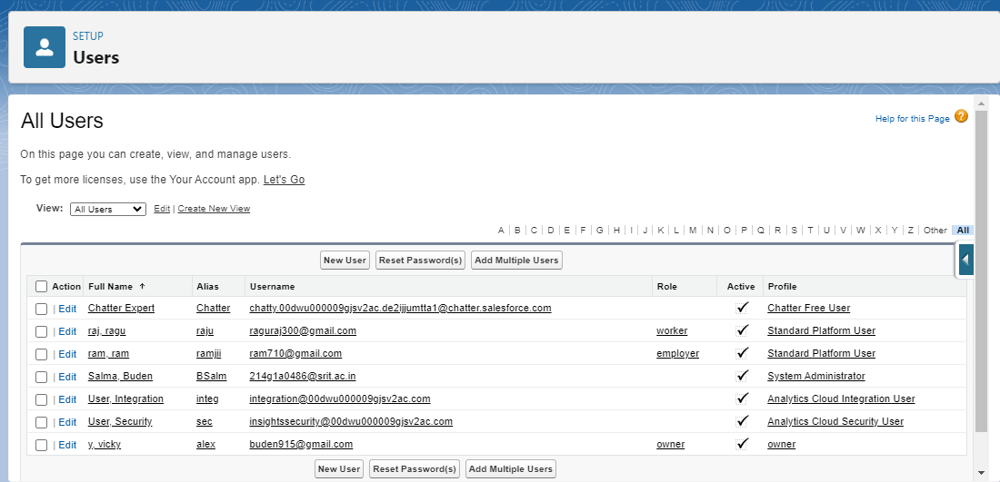 SETUP
Users
All Users
Help for this Page ?
On this page you can create, view, and manage users.
To get more licenses, use the Your Account app. Let's Go
View: All Users Edit | Create New View
A | B | C | D | E | F | G | H | I | J | K | L | M | N | O | P | Q | R | S | T | U | V | W | X | Y | Z | Other | All
New User Reset Password(s) Add Multiple Users
Action Full Name ↑ Alias Username Role Active Profile
| Edit Chatter Expert Chatter chatty.00dwu000009gjsv2ac.de2ijjumtta1@chatter.salesforce.com ✓ Chatter Free User
| Edit raj, ragu raju raguraj300@gmail.com worker ✓ Standard Platform User
| Edit ram, ram ramjii ram710@gmail.com employer ✓ Standard Platform User
| Edit Salma, Buden BSalm 214g1a0486@srit.ac.in ✓ System Administrator
| Edit User, Integration integ integration@00dwu000009gjsv2ac.com ✓ Analytics Cloud Integration User
| Edit User, Security sec insightssecurity@00dwu000009gjsv2ac.com ✓ Analytics Cloud Security User
| Edit y, vicky alex buden915@gmail.com owner ✓ owner
New User Reset Password(s) Add Multiple Users